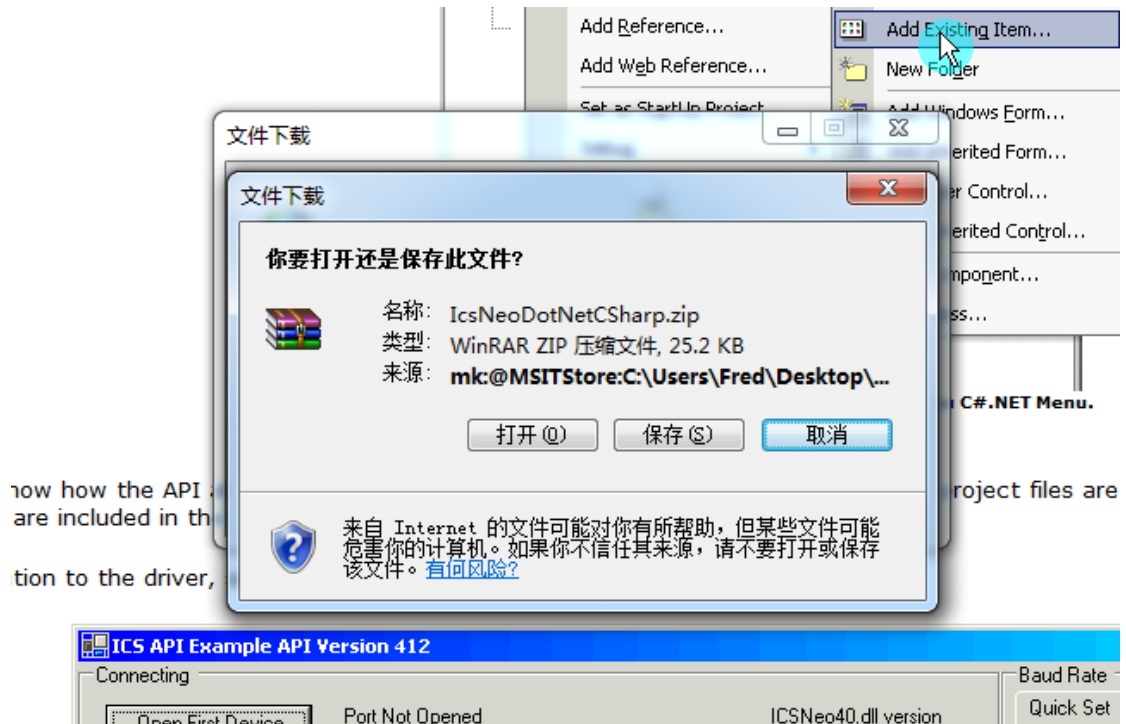 Add Reference...
Add Existing Item...
Add Web Reference...
New Folder
Set as StartUp Project
Add Windows Form...
文件下载
Form...
文件下载
Control...
Control...
你要打开还是保存此文件?
名称: IcsNeoDotNetCSharp.zip
类型: WinRAR ZIP 压缩文件, 25.2 KB
来源: mk:@MSITStore:C:\Users\Fred\Desktop\...
C#.NET Menu.
打开(O) 保存(S) 取消
how the API
project files are
are included in
来自 Internet 的文件可能对你有所帮助，但某些文件可能
危害你的计算机。如果你不信任其来源，请不要打开或保存
该文件。有何风险?
to the driver,
ICS API Example API Version 412
Connecting
Baud Rate
Open First Device
Port Not Opened
ICSNeo40.dll version
Quick Set